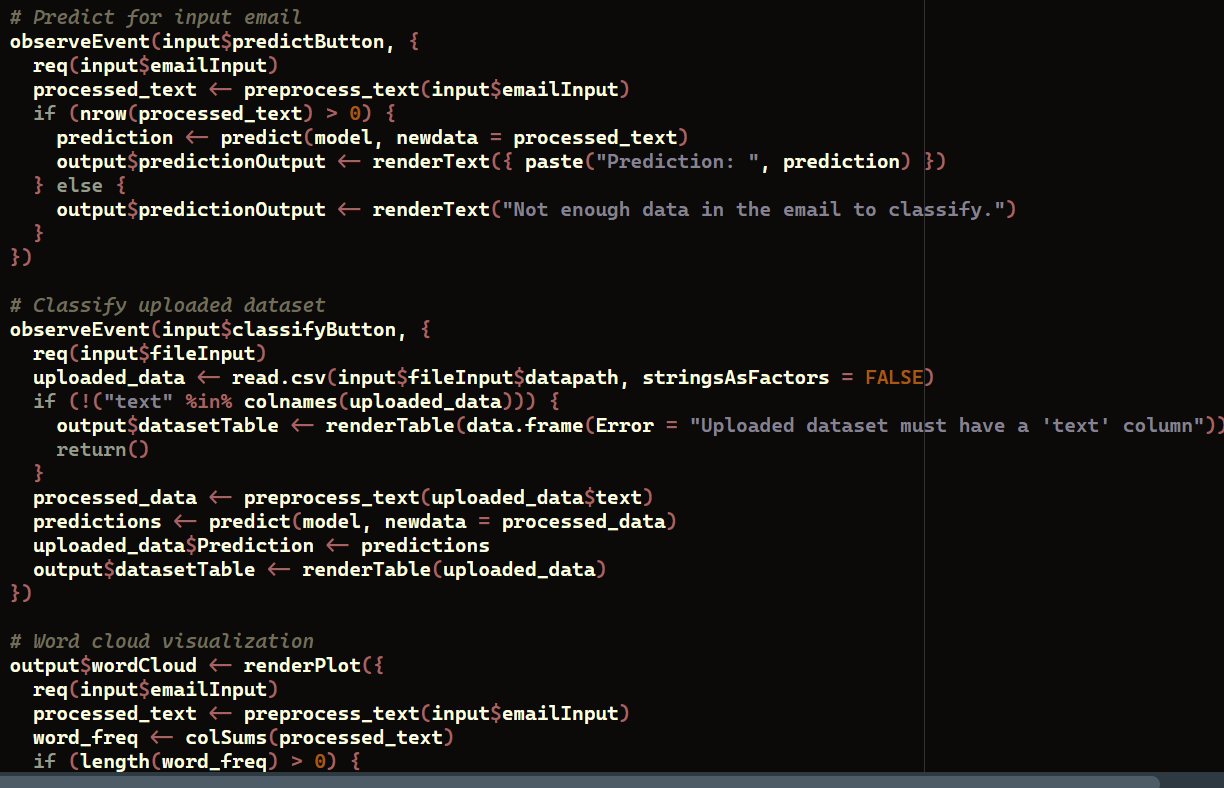 # Predict for input email
observeEvent(input$predictButton, {
  req(input$emailInput)
  processed_text <- preprocess_text(input$emailInput)
  if (nrow(processed_text) > 0) {
    prediction <- predict(model, newdata = processed_text)
    output$predictionOutput <- renderText({ paste("Prediction: ", prediction) })
  } else {
    output$predictionOutput <- renderText("Not enough data in the email to classify.")
  }
})

# Classify uploaded dataset
observeEvent(input$classifyButton, {
  req(input$fileInput)
  uploaded_data <- read.csv(input$fileInput$datapath, stringsAsFactors = FALSE)
  if (!("text" %in% colnames(uploaded_data))) {
    output$datasetTable <- renderTable(data.frame(Error = "Uploaded dataset must have a 'text' column"))
    return()
  }
  processed_data <- preprocess_text(uploaded_data$text)
  predictions <- predict(model, newdata = processed_data)
  uploaded_data$Prediction <- predictions
  output$datasetTable <- renderTable(uploaded_data)
})

# Word cloud visualization
output$wordCloud <- renderPlot({
  req(input$emailInput)
  processed_text <- preprocess_text(input$emailInput)
  word_freq <- colSums(processed_text)
  if (length(word_freq) > 0) {